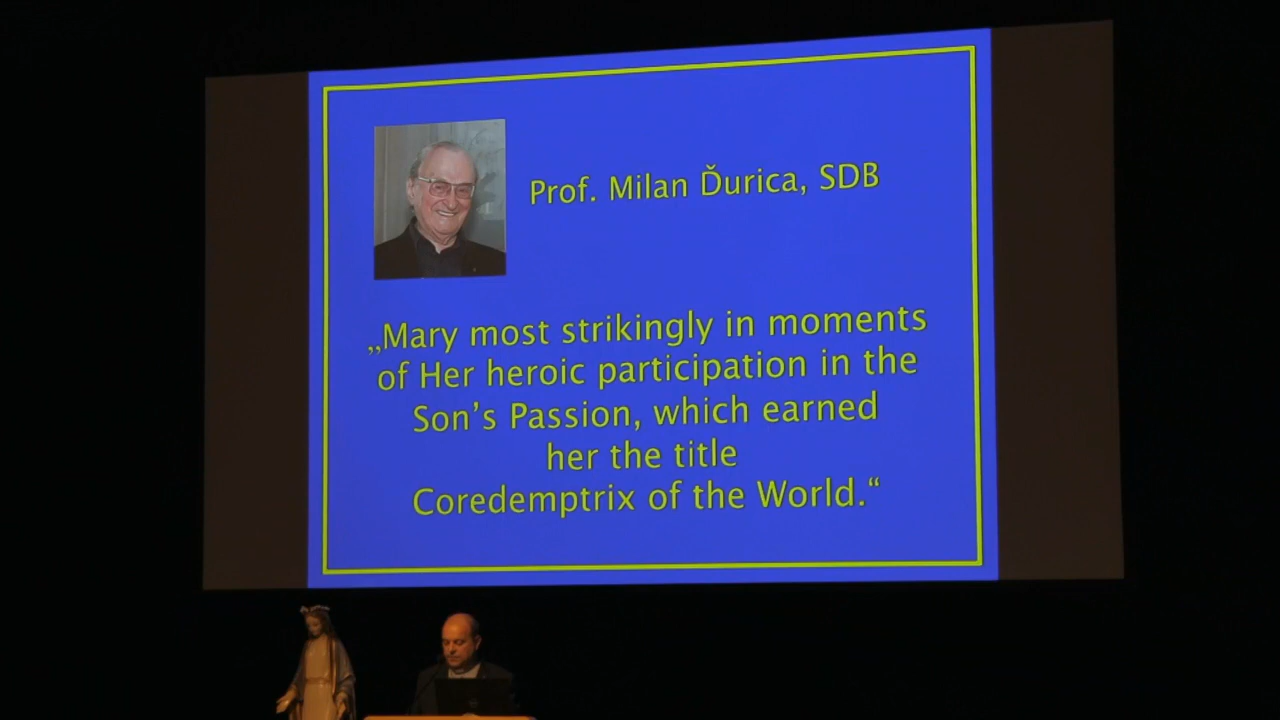 Prof. Milan Ďurica, SDB
„Mary most strikingly in moments
of Her heroic participation in the
Son's Passion, which earned
her the title
Coredemptrix of the World.“